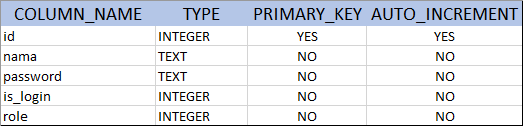 COLUMN_NAME TYPE PRIMARY_KEY AUTO_INCREMENT
id INTEGER YES YES
nama TEXT NO NO
password TEXT NO NO
is_login INTEGER NO NO
role INTEGER NO NO